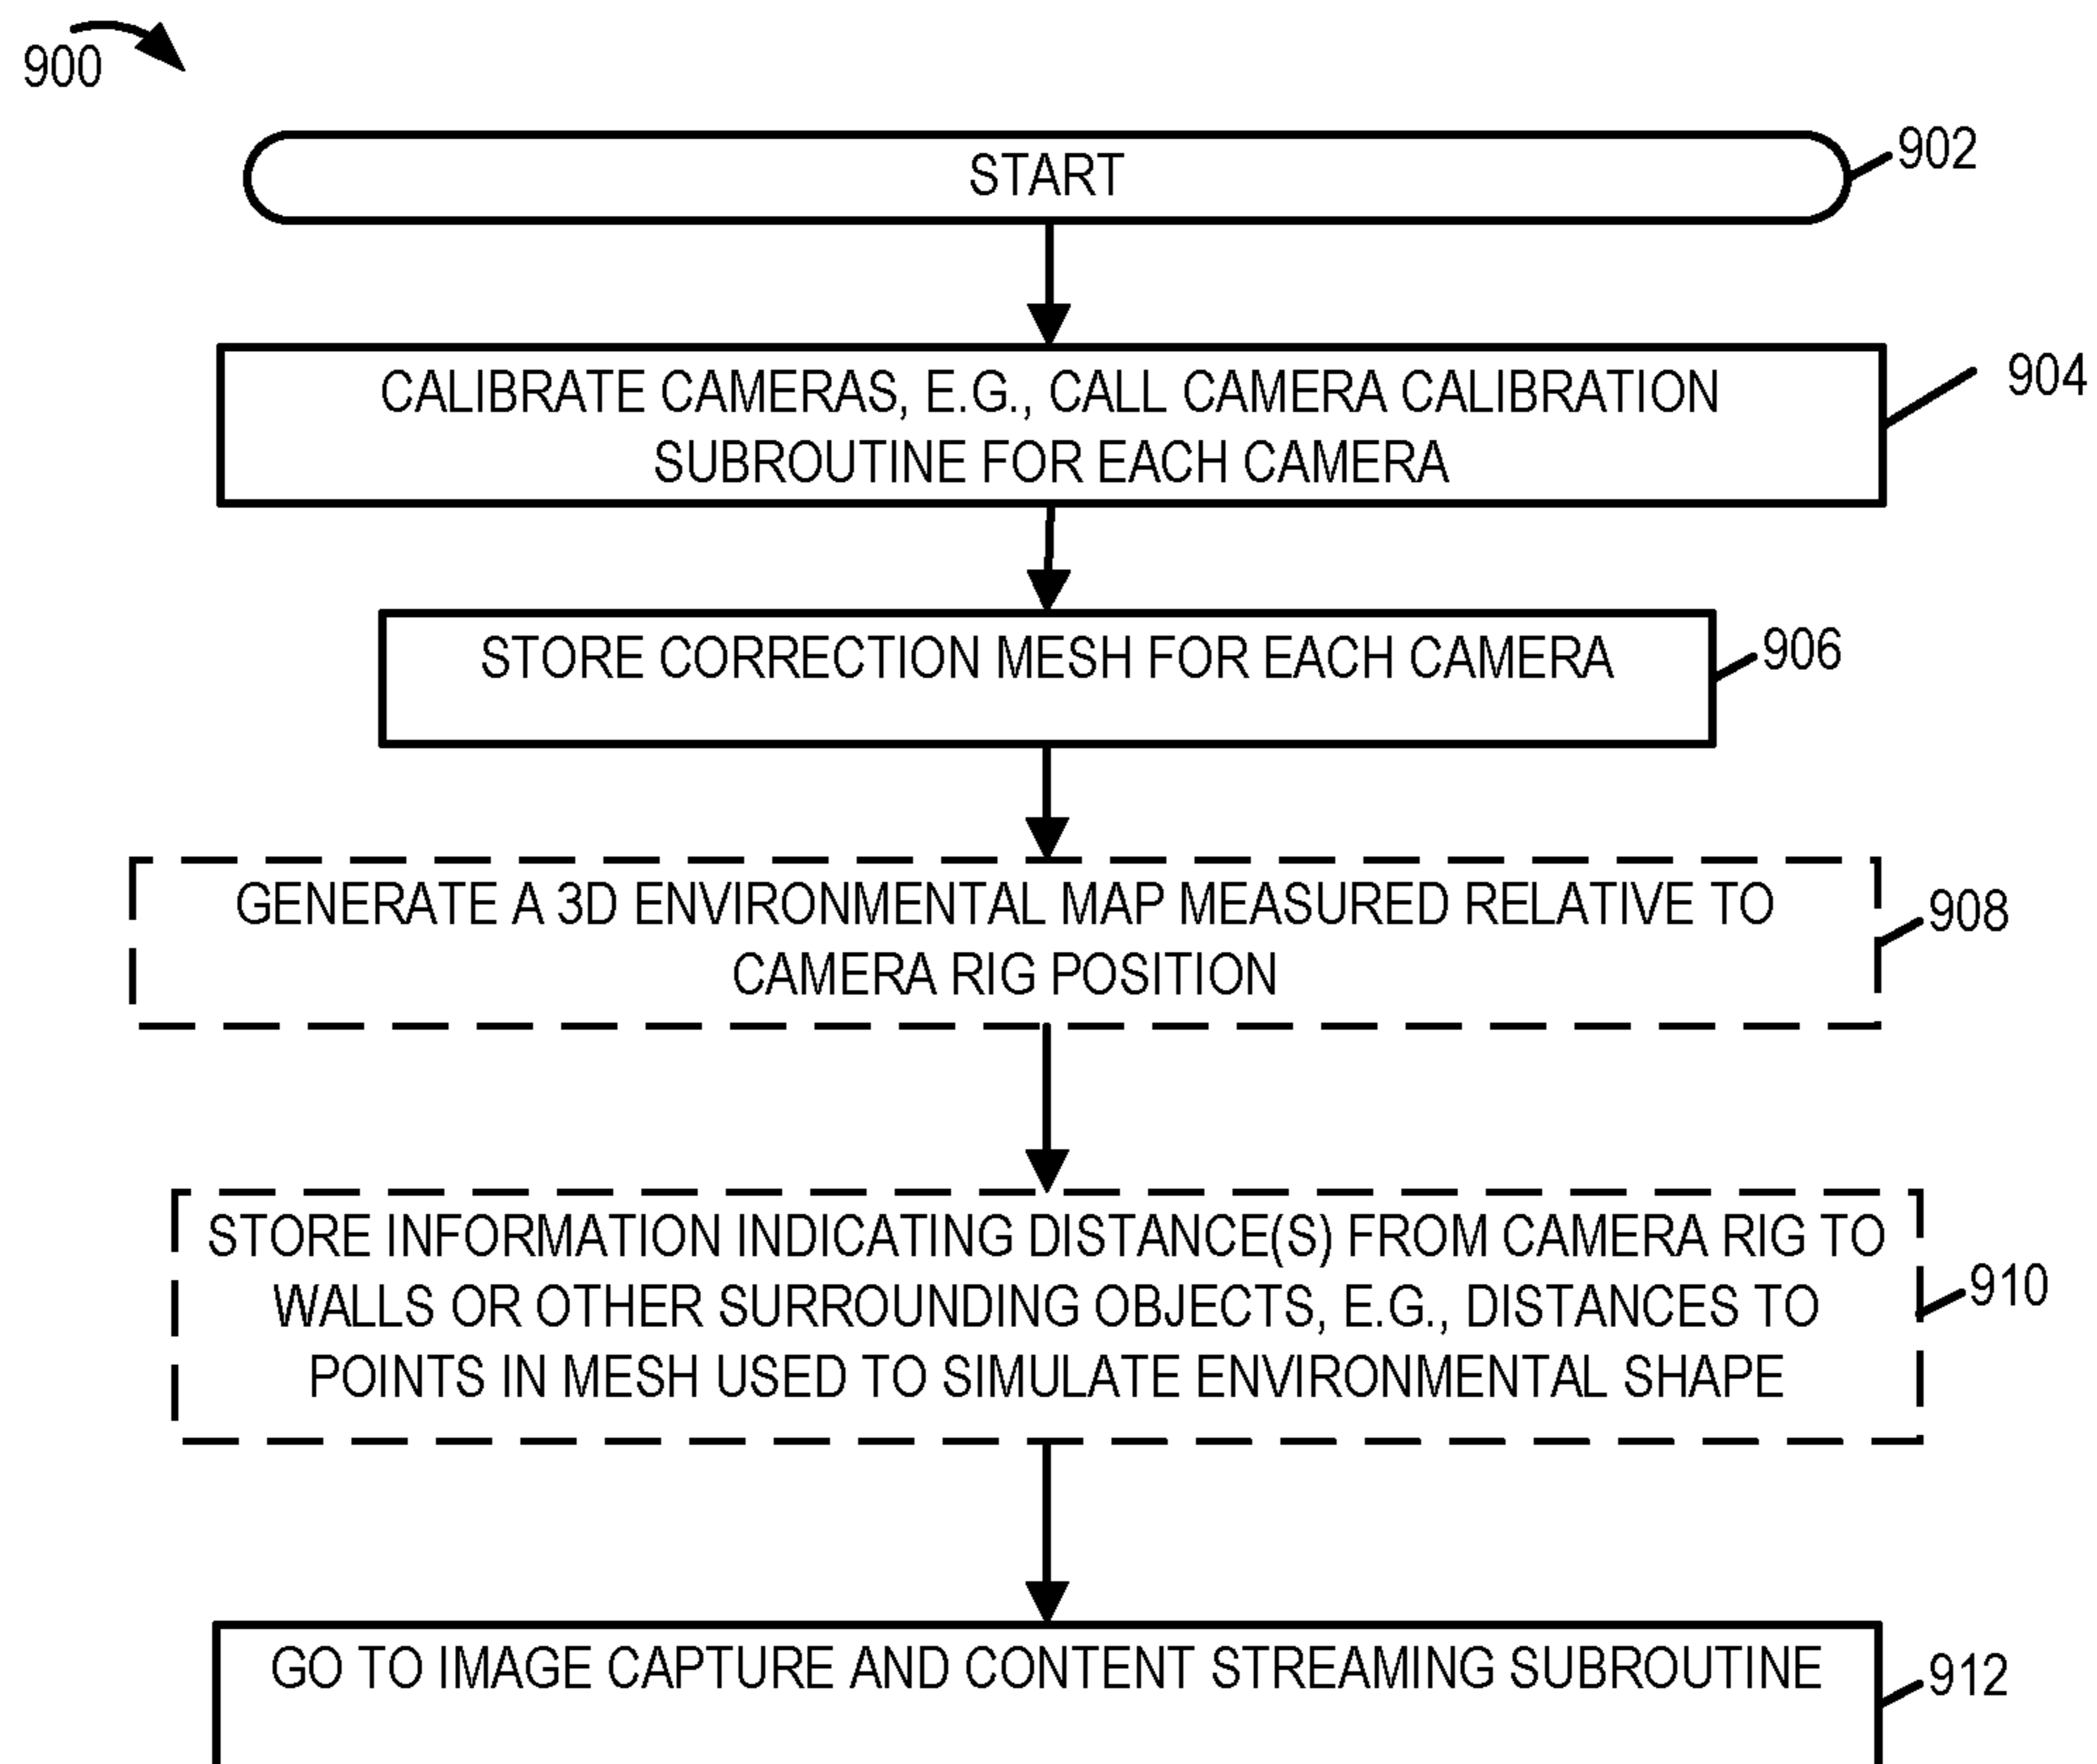 900
START
902
CALIBRATE CAMERAS, E.G., CALL CAMERA CALIBRATION
SUBROUTINE FOR EACH CAMERA
904
STORE CORRECTION MESH FOR EACH CAMERA
906
GENERATE A 3D ENVIRONMENTAL MAP MEASURED RELATIVE TO
CAMERA RIG POSITION
908
STORE INFORMATION INDICATING DISTANCE(S) FROM CAMERA RIG TO
WALLS OR OTHER SURROUNDING OBJECTS, E.G., DISTANCES TO
POINTS IN MESH USED TO SIMULATE ENVIRONMENTAL SHAPE
910
GO TO IMAGE CAPTURE AND CONTENT STREAMING SUBROUTINE
912